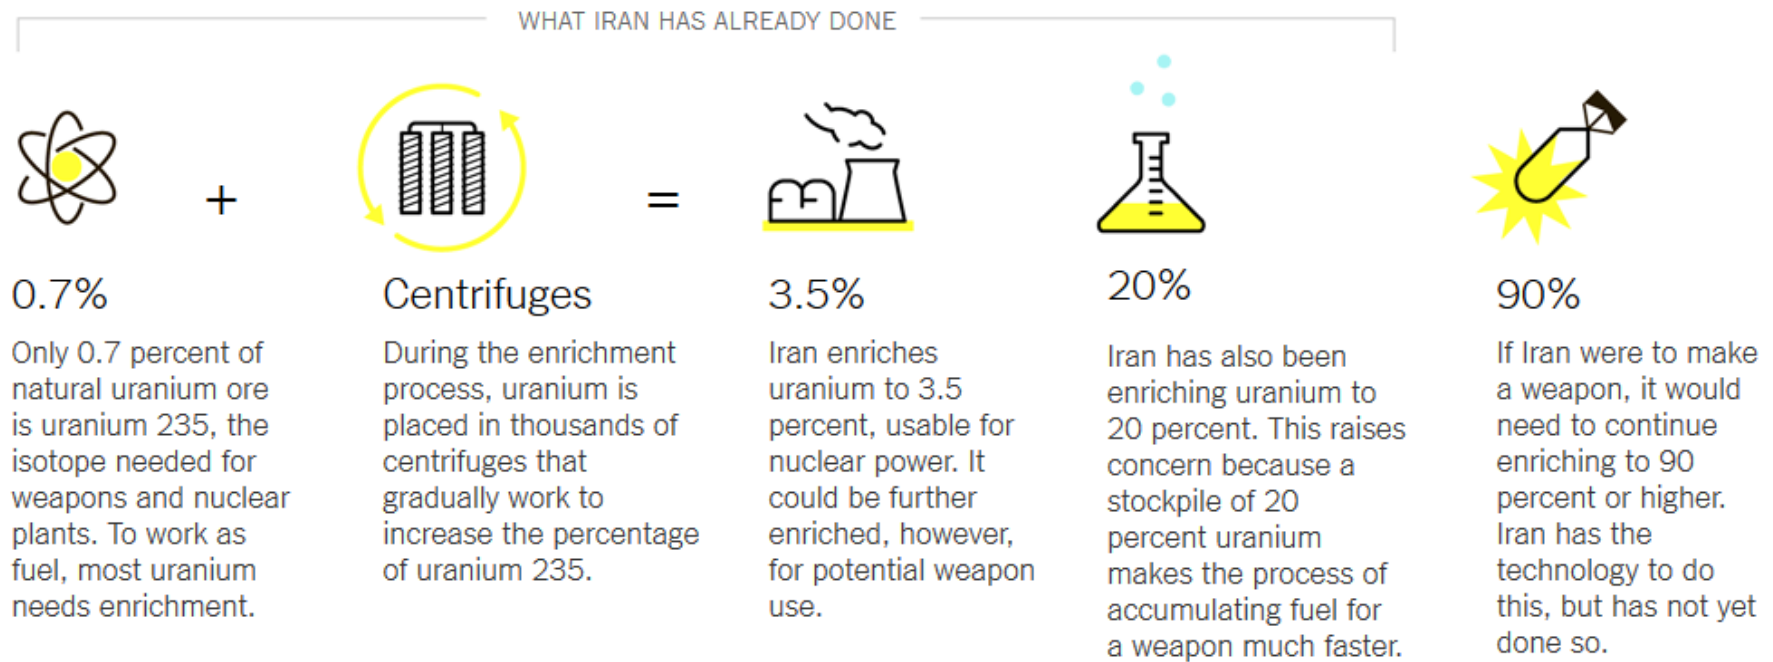 WHAT IRAN HAS ALREADY DONE
+
=
0.7%
Only 0.7 percent of
natural uranium ore
is uranium 235, the
isotope needed for
weapons and nuclear
plants. To work as
fuel, most uranium
needs enrichment.
Centrifuges
During the enrichment
process, uranium is
placed in thousands of
centrifuges that
gradually work to
increase the percentage
of uranium 235.
3.5%
Iran enriches
uranium to 3.5
percent, usable for
nuclear power. It
could be further
enriched, however,
for potential weapon
use.
20%
Iran has also been
enriching uranium to
20 percent. This raises
concern because a
stockpile of 20
percent uranium
makes the process of
accumulating fuel for
a weapon much faster.
90%
If Iran were to make
a weapon, it would
need to continue
enriching to 90
percent or higher.
Iran has the
technology to do
this, but has not yet
done so.